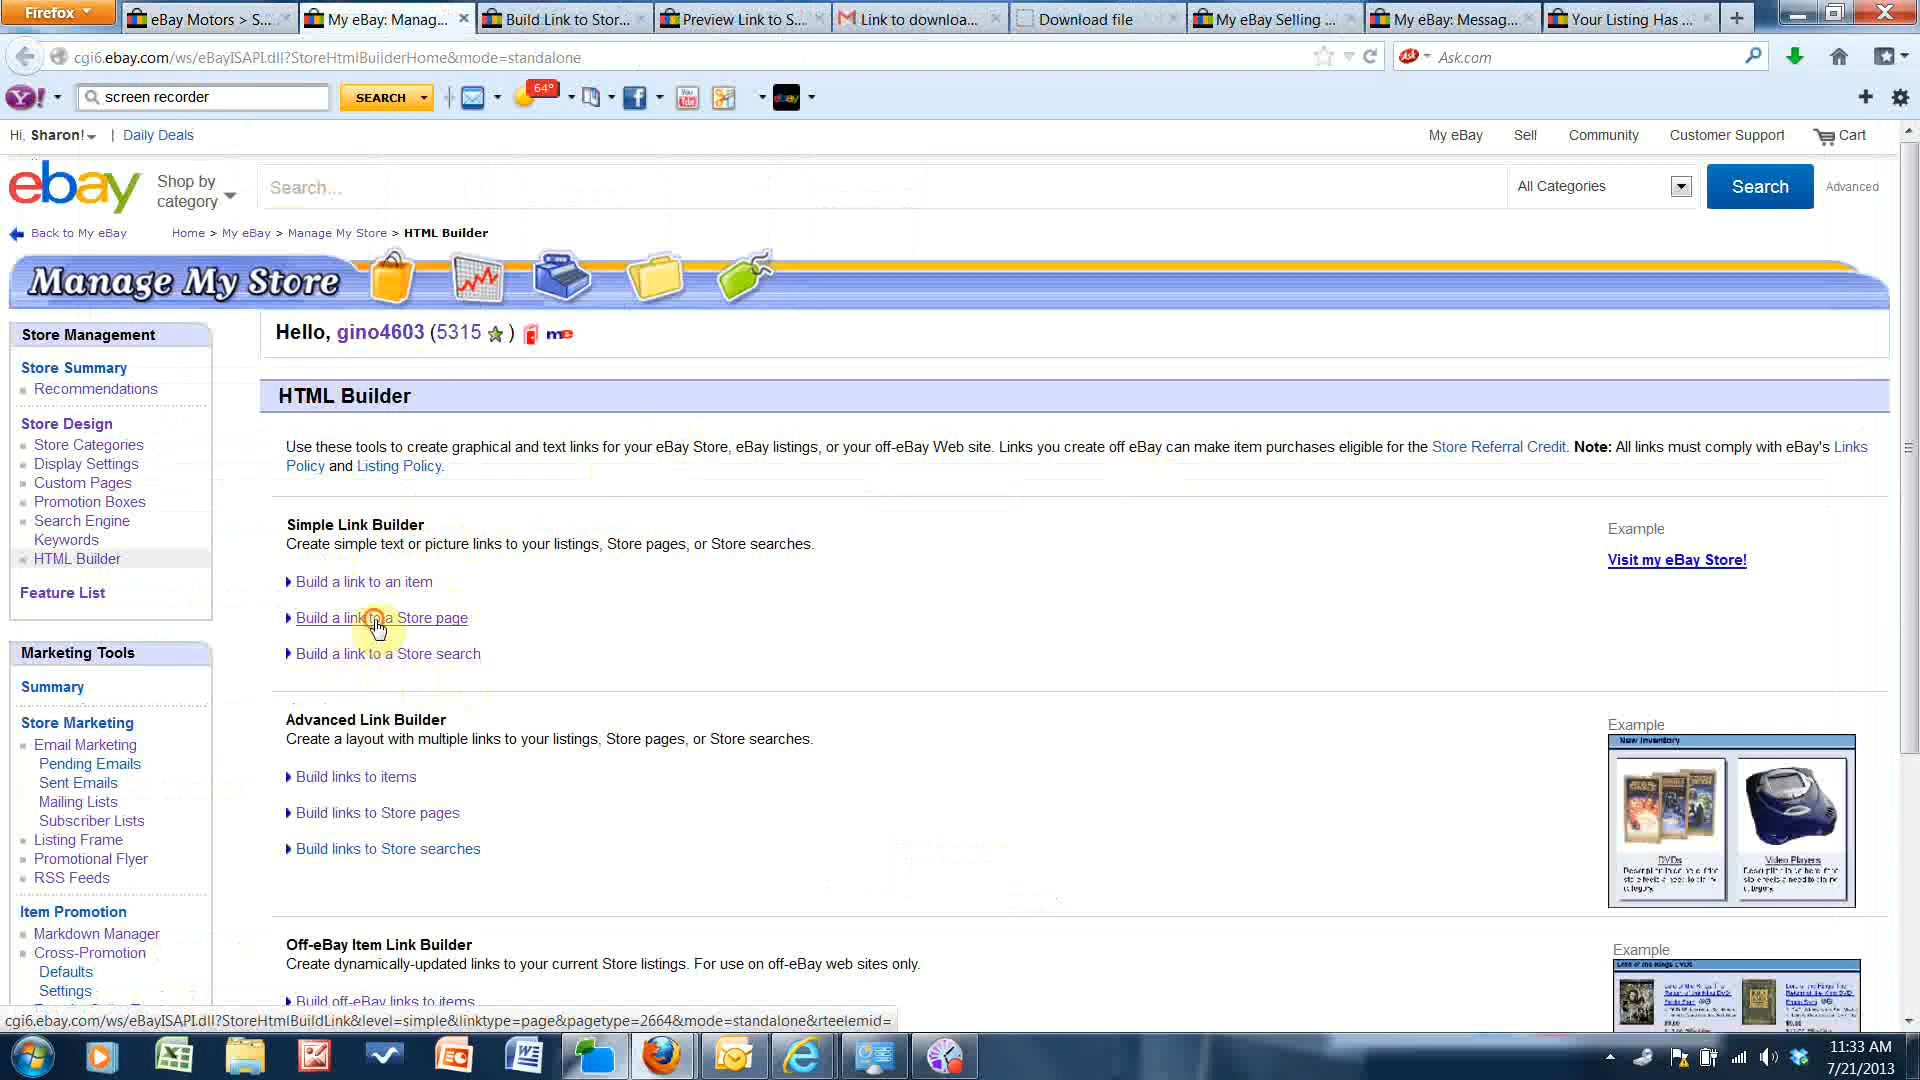 Firefox
eBay Motors > S...
My eBay: Manag...
Build Link to Stor...
Preview Link to S...
Link to downloa...
Download file
My eBay Selling ...
My eBay: Messag...
Your Listing Has ...
cgi6.ebay.com/ws/eBayISAPI.dll?StoreHtmlBuilderHome&mode=standalone
Ask.com
screen recorder
SEARCH
64°
Hi, Sharon!
| Daily Deals
My eBay
Sell
Community
Customer Support
Cart
ebay
Shop by
category
Search...
All Categories
Search
Advanced
Back to My eBay
Home > My eBay > Manage My Store > HTML Builder
Manage My Store
Hello, gino4603 (5315 ) me
Store Management
Store Summary
Recommendations
Store Design
Store Categories
Display Settings
Custom Pages
Promotion Boxes
Search Engine
Keywords
HTML Builder
Feature List
Marketing Tools
Summary
Store Marketing
Email Marketing
Pending Emails
Sent Emails
Mailing Lists
Subscriber Lists
Listing Frame
Promotional Flyer
RSS Feeds
Item Promotion
Markdown Manager
Cross-Promotion
Defaults
Settings
HTML Builder
Use these tools to create graphical and text links for your eBay Store, eBay listings, or your off-eBay Web site. Links you create off eBay can make item purchases eligible for the Store Referral Credit. Note: All links must comply with eBay's Links
Policy and Listing Policy.
Simple Link Builder
Create simple text or picture links to your listings, Store pages, or Store searches.
Build a link to an item
Build a link to a Store page
Build a link to a Store search
Example
Visit my eBay Store!
Advanced Link Builder
Create a layout with multiple links to your listings, Store pages, or Store searches.
Build links to items
Build links to Store pages
Build links to Store searches
Example
New Inventory
DVDs
Video Players
Off-eBay Item Link Builder
Create dynamically-updated links to your current Store listings. For use on off-eBay web sites only.
Build off-eBay links to items
Example
Lord of the Rings DVDs
cgi6.ebay.com/ws/eBayISAPI.dll?StoreHtmlBuildLink&level=simple&linktype=page&pagetype=2664&mode=standalone&rteelemid=
11:33 AM
7/21/2013